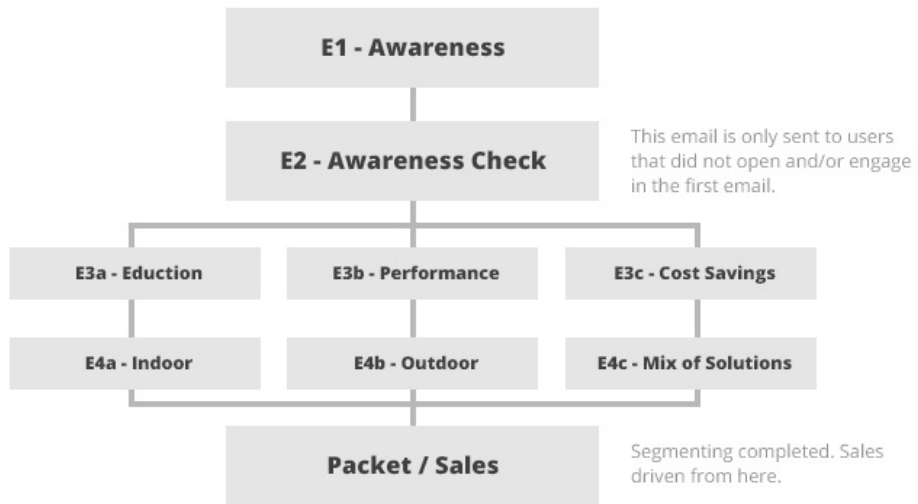 E1 - Awareness
E2 - Awareness Check
This email is only sent to users
that did not open and/or engage
in the first email.
E3a - Eduction
E3b - Performance
E3c - Cost Savings
E4a - Indoor
E4b - Outdoor
E4c - Mix of Solutions
Packet / Sales
Segmenting completed. Sales
driven from here.